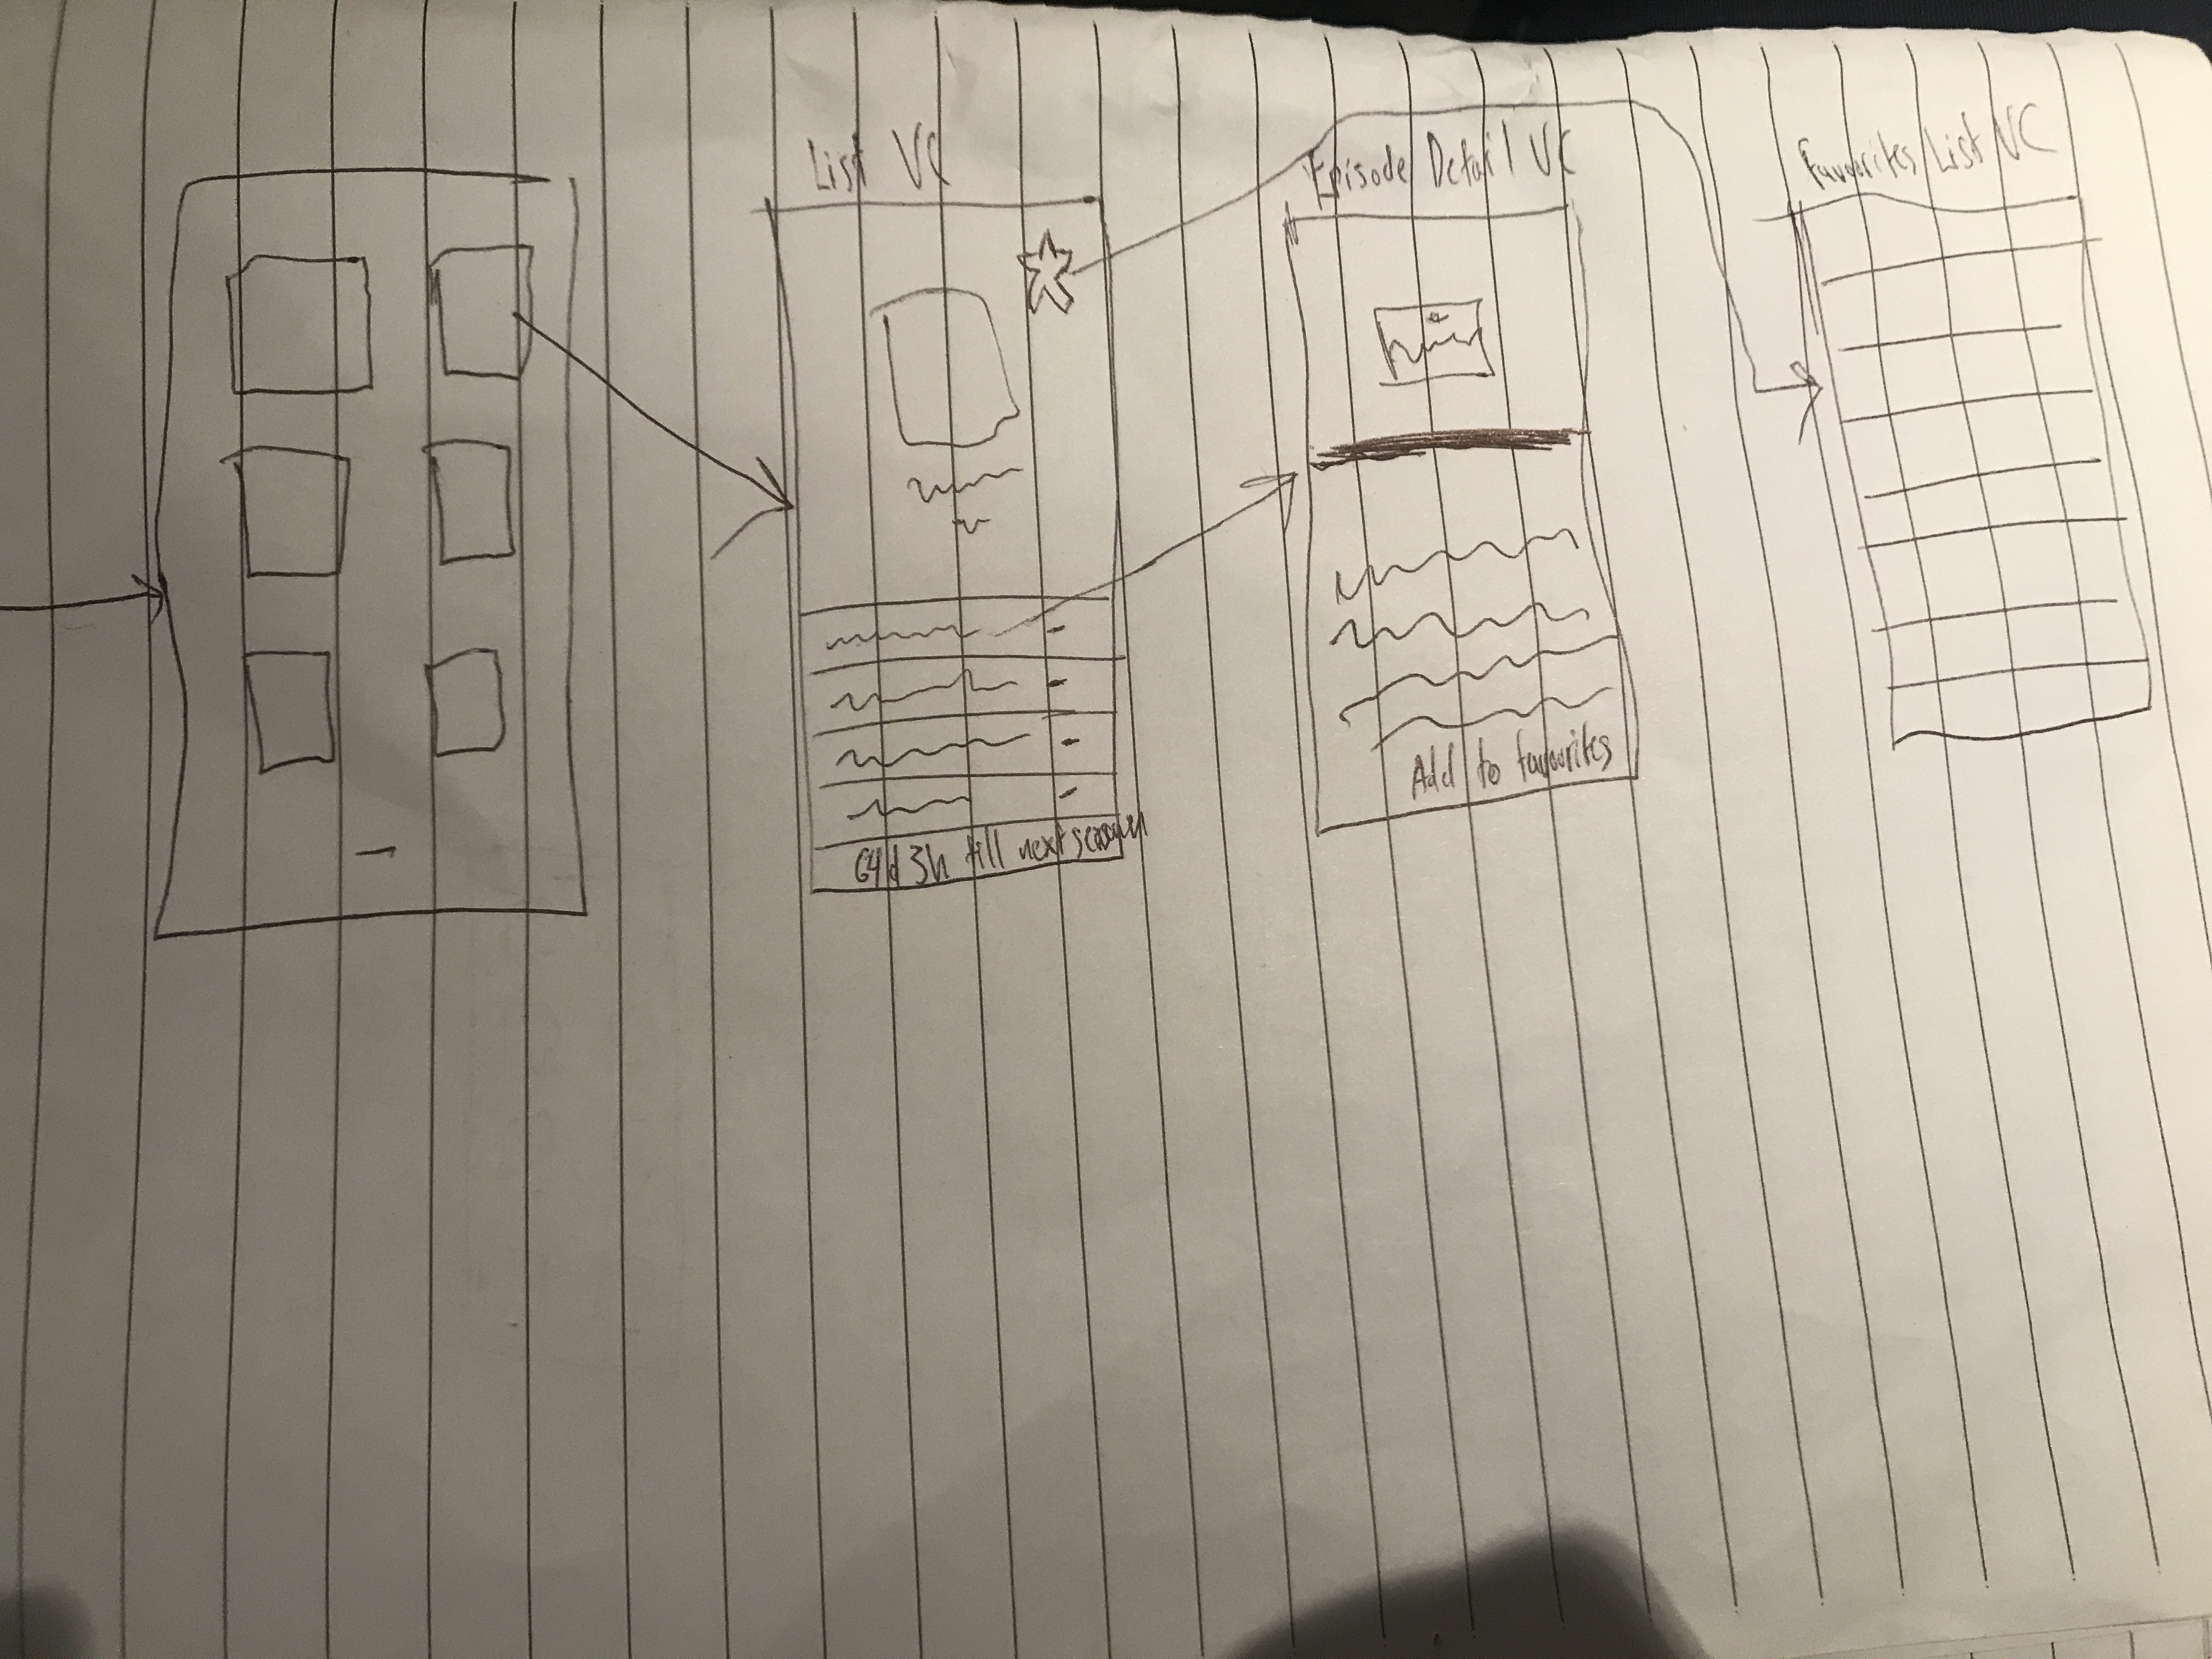 List VC
Episode Detail VC
Favourites List VC
64d 3h till next season
Add to favourites